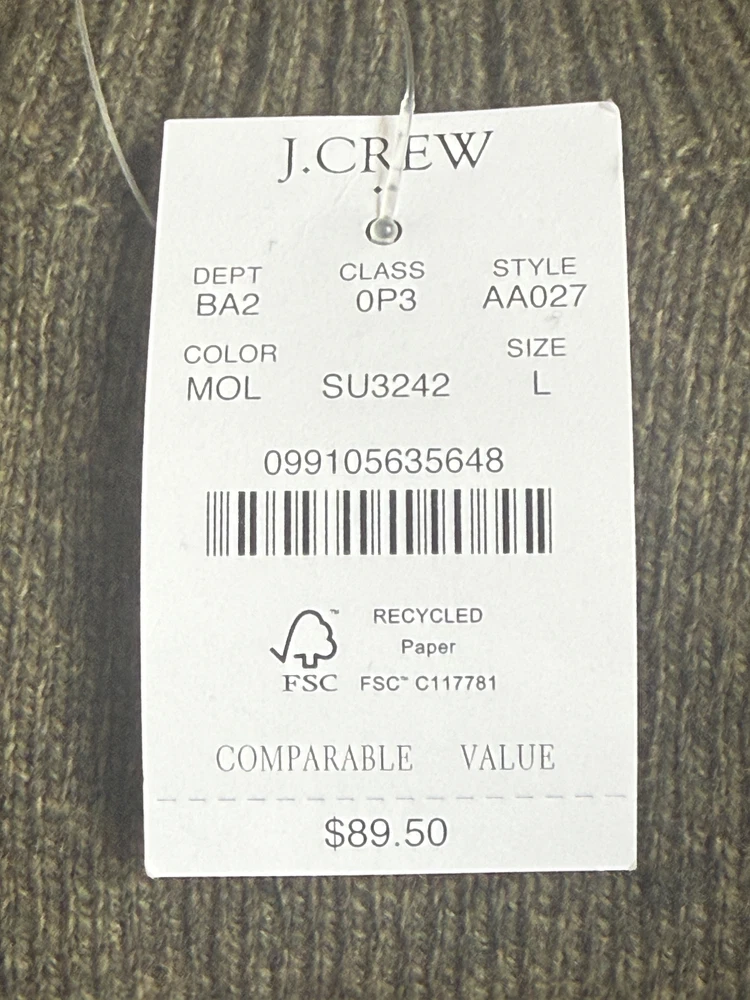 J.CREW
DEPT CLASS STYLE
BA2 0P3 AA027
COLOR SIZE
MOL SU3242 L
099105635648
RECYCLED
Paper
FSC™ FSC™ C117781
COMPARABLE VALUE
$89.50